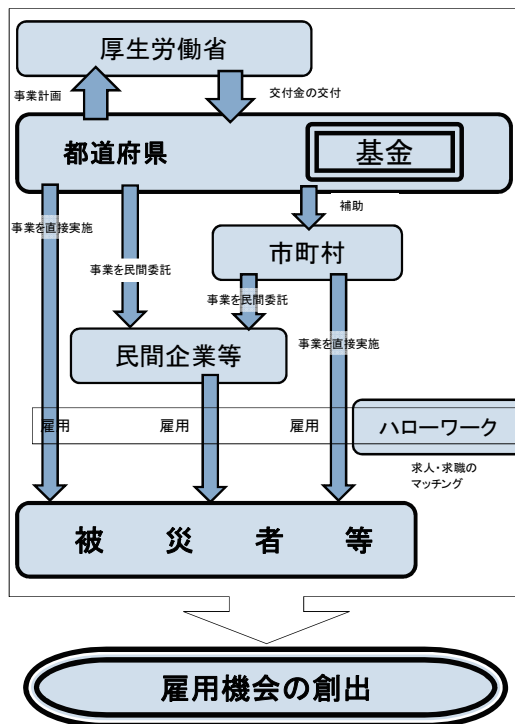 厚生労働省
事業計画
交付金の交付
都道府県
基金
補助
事業を直接実施
市町村
事業を民間委託
事業を民間委託
事業を直接実施
民間企業等
雇用
雇用
雇用
ハローワーク
求人・求職の
マッチング
被災者等
雇用機会の創出